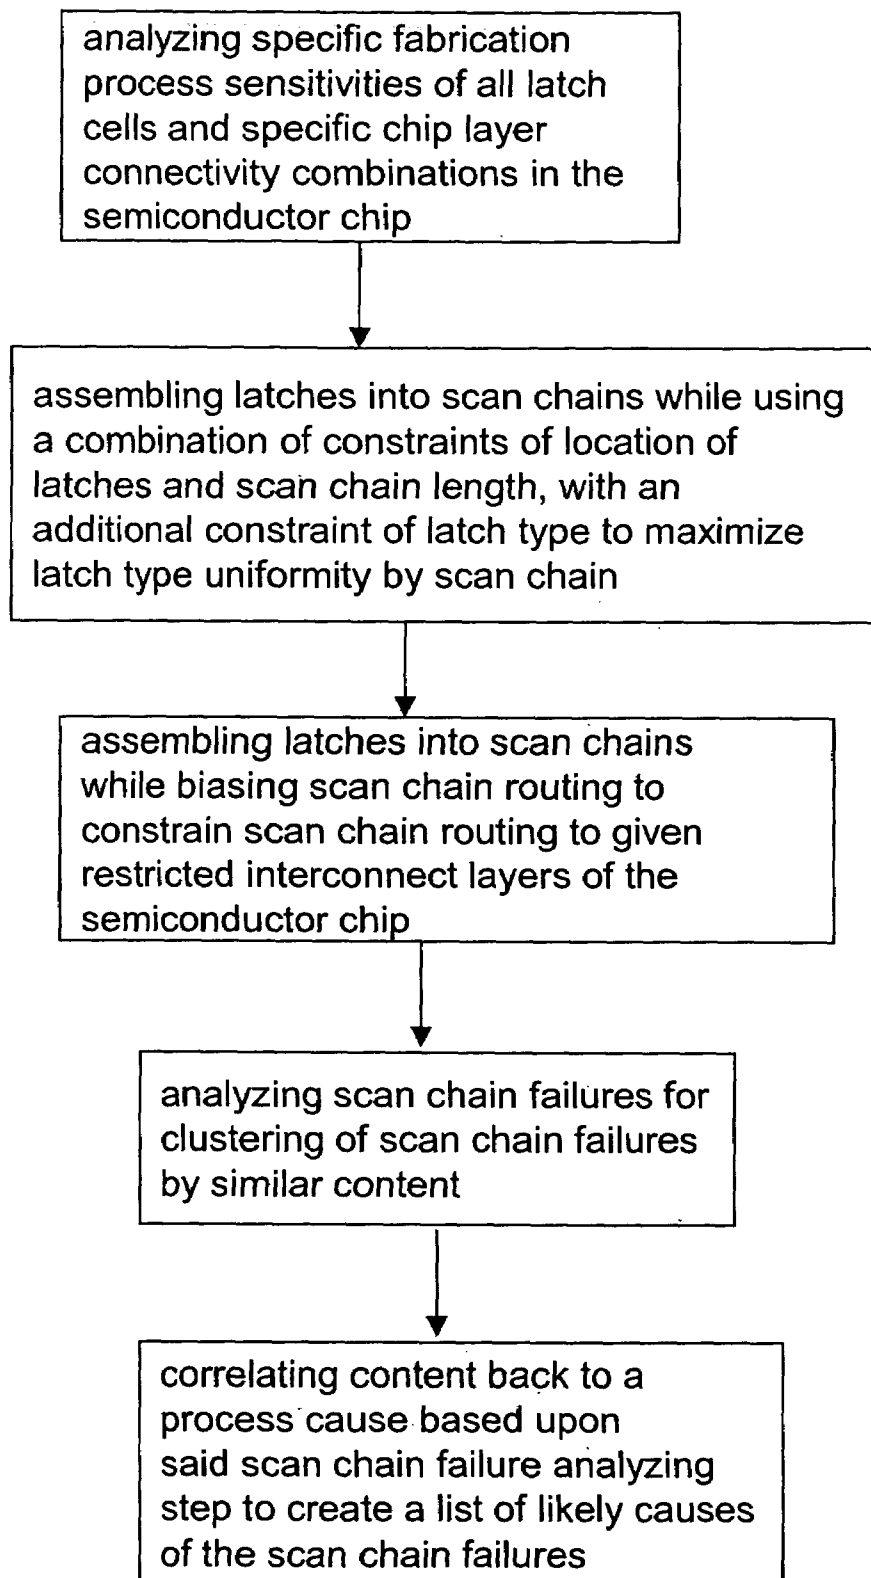 analyzing specific fabrication
process sensitivities of all latch
cells and specific chip layer
connectivity combinations in the
semiconductor chip
assembling latches into scan chains while using
a combination of constraints of location of
latches and scan chain length, with an
additional constraint of latch type to maximize
latch type uniformity by scan chain
assembling latches into scan chains
while biasing scan chain routing to
constrain scan chain routing to given
restricted interconnect layers of the
semiconductor chip
analyzing scan chain failures for
clustering of scan chain failures
by similar content
correlating content back to a
process cause based upon
said scan chain failure analyzing
step to create a list of likely causes
of the scan chain failures